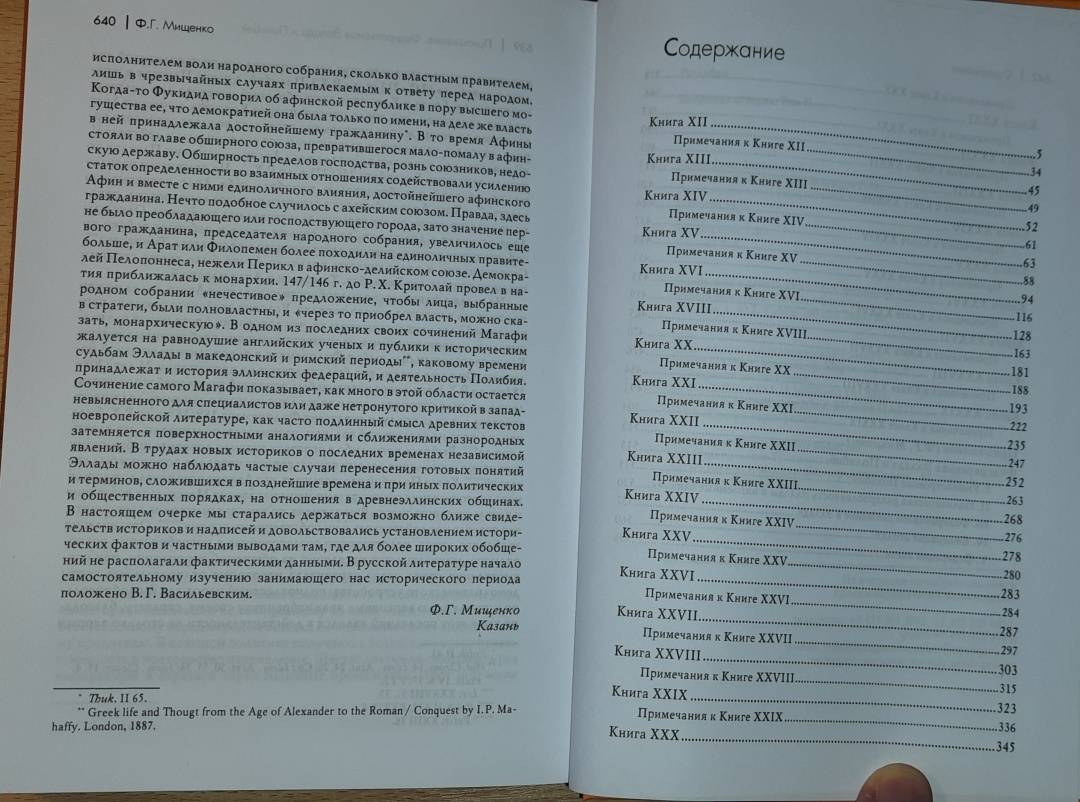 640 | Ф.Г. Мищенко
исполнителем воли народного собрания, сколько властным правителем,
лишь в чрезвычайных случаях привлекаемым к ответу перед народом.
Когда-то Фукидид говорил об афинской республике в пору высшего мо-
гущества ее, что демократией она была только по имени, на деле же власть
в ней принадлежала достойнейшему гражданину*. В то время Афины
стояли во главе обширного союза, превратившегося мало-помалу в афин-
скую державу. Обширность пределов господства, рознь союзников, недо-
статок определенности во взаимных отношениях содействовали усилению
Афин и вместе с ними единоличного влияния, достойнейшего афинского
гражданина. Нечто подобное случилось с ахейским союзом. Правда, здесь
не было преобладающего или господствующего города, зато значение пер-
вого гражданина, председателя народного собрания, увеличилось еще
больше, и Арат или Филопемен более походили на единоличных правите-
лей Пелопоннеса, нежели Перикл в афинско-делийском союзе. Демокра-
тия приближалась к монархии. 147/146 г. до Р.Х. Критолай провел в на-
родном собрании «нечестивое» предложение, чтобы лица, выбранные
в стратеги, были полновластны, и «через то приобрел власть, можно ска-
зать, монархическую». В одном из последних своих сочинений Магафи
жалуется на равнодушие английских ученых и публики к историческим
судьбам Эллады в македонский и римский периоды**, каковому времени
принадлежат и история эллинских федераций, и деятельность Полибия.
Сочинение самого Магафи показывает, как много в этой области остается
невыясненного для специалистов или даже нетронутого критикой в запад-
ноевропейской литературе, как часто подлинный смысл древних текстов
затемняется поверхностными аналогиями и сближениями разнородных
явлений. В трудах новых историков о последних временах независимой
Эллады можно наблюдать частые случаи перенесения готовых понятий
и терминов, сложившихся в позднейшие времена и при иных политических
и общественных порядках, на отношения в древнеэллинских общинах.
В настоящем очерке мы старались держаться возможно ближе свиде-
тельств историков и надписей и довольствовались установлением истори-
ческих фактов и частными выводами там, где для более широких обобще-
ний не располагали фактическими данными. В русской литературе начало
самостоятельному изучению занимающего нас исторического периода
положено В.Г. Васильевским.
Ф.Г. Мищенко
Казань
* Thuk. II 65.
** Greek life and Thougt from the Age of Alexander to the Roman / Conquest by I.P. Ma-
haffy. London, 1887.
Содержание
Книга XII ... 5
Примечания к Книге XII ... 34
Книга XIII ... 45
Примечания к Книге XIII ... 49
Книга XIV ... 52
Примечания к Книге XIV ... 61
Книга XV ... 63
Примечания к Книге XV ... 88
Книга XVI ... 94
Примечания к Книге XVI ... 116
Книга XVIII ... 128
Примечания к Книге XVIII ... 163
Книга XX ... 181
Примечания к Книге XX ... 188
Книга XXI ... 193
Примечания к Книге XXI ... 222
Книга XXII ... 235
Примечания к Книге XXII ... 247
Книга XXIII ... 252
Примечания к Книге XXIII ... 263
Книга XXIV ... 268
Примечания к Книге XXIV ... 276
Книга XXV ... 278
Примечания к Книге XXV ... 280
Книга XXVI ... 283
Примечания к Книге XXVI ... 284
Книга XXVII ... 287
Примечания к Книге XXVII ... 297
Книга XXVIII ... 303
Примечания к Книге XXVIII ... 315
Книга XXIX ... 323
Примечания к Книге XXIX ... 336
Книга XXX ... 345